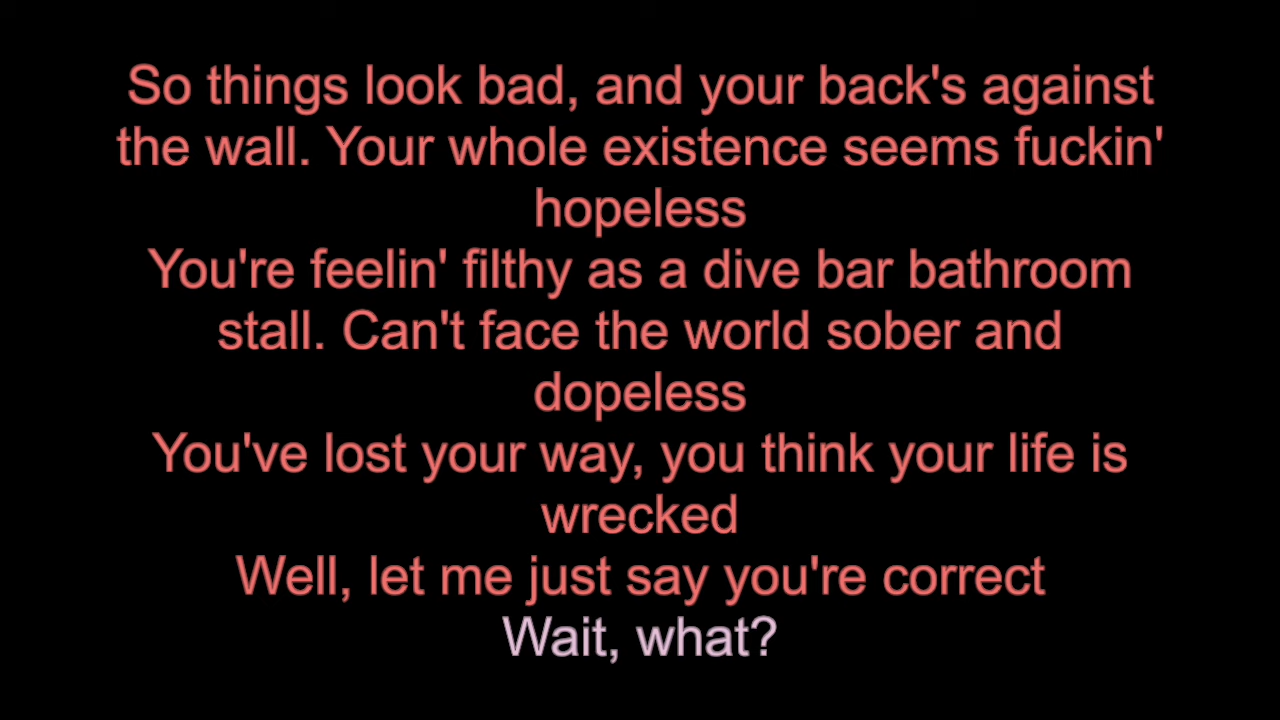 So things look bad, and your back's against
the wall. Your whole existence seems fuckin'
hopeless
You're feelin' filthy as a dive bar bathroom
stall. Can't face the world sober and
dopeless
You've lost your way, you think your life is
wrecked
Well, let me just say you're correct
Wait, what?